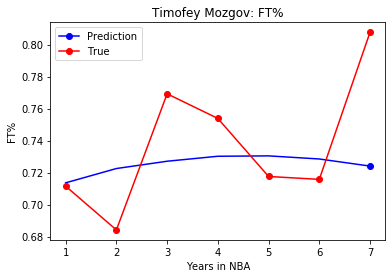 Timofey Mozgov: FT%
Prediction
True
FT%
0.80
0.78
0.76
0.74
0.72
0.70
0.68
1 2 3 4 5 6 7
Years in NBA